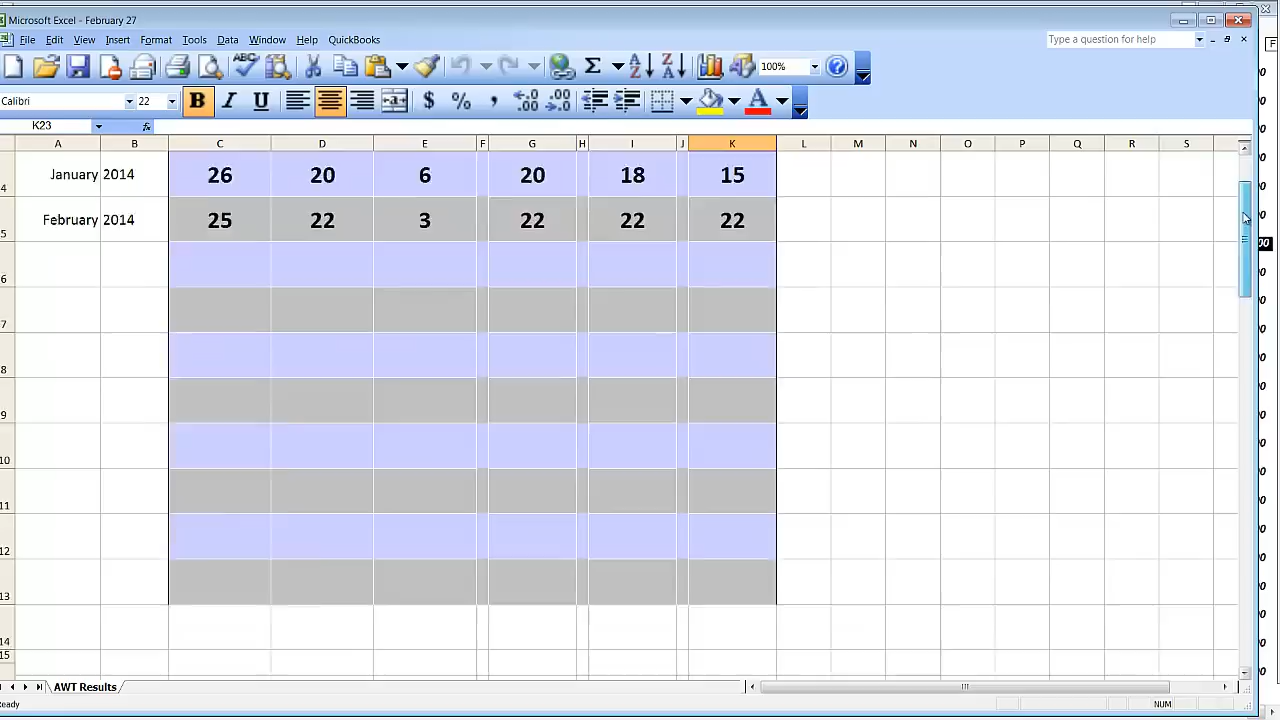 Microsoft Excel - February 27
File Edit View Insert Format Tools Data Window Help QuickBooks
Type a question for help
100%
Calibri 22 B I U $ % ,
K23 fx
A B C D E F G H I J K L M N O P Q R S
4 January 2014 26 20 6 20 18 15
5 February 2014 25 22 3 22 22 22
6
7
8
9
10
11
12
13
14
15
AWT Results
Ready NUM